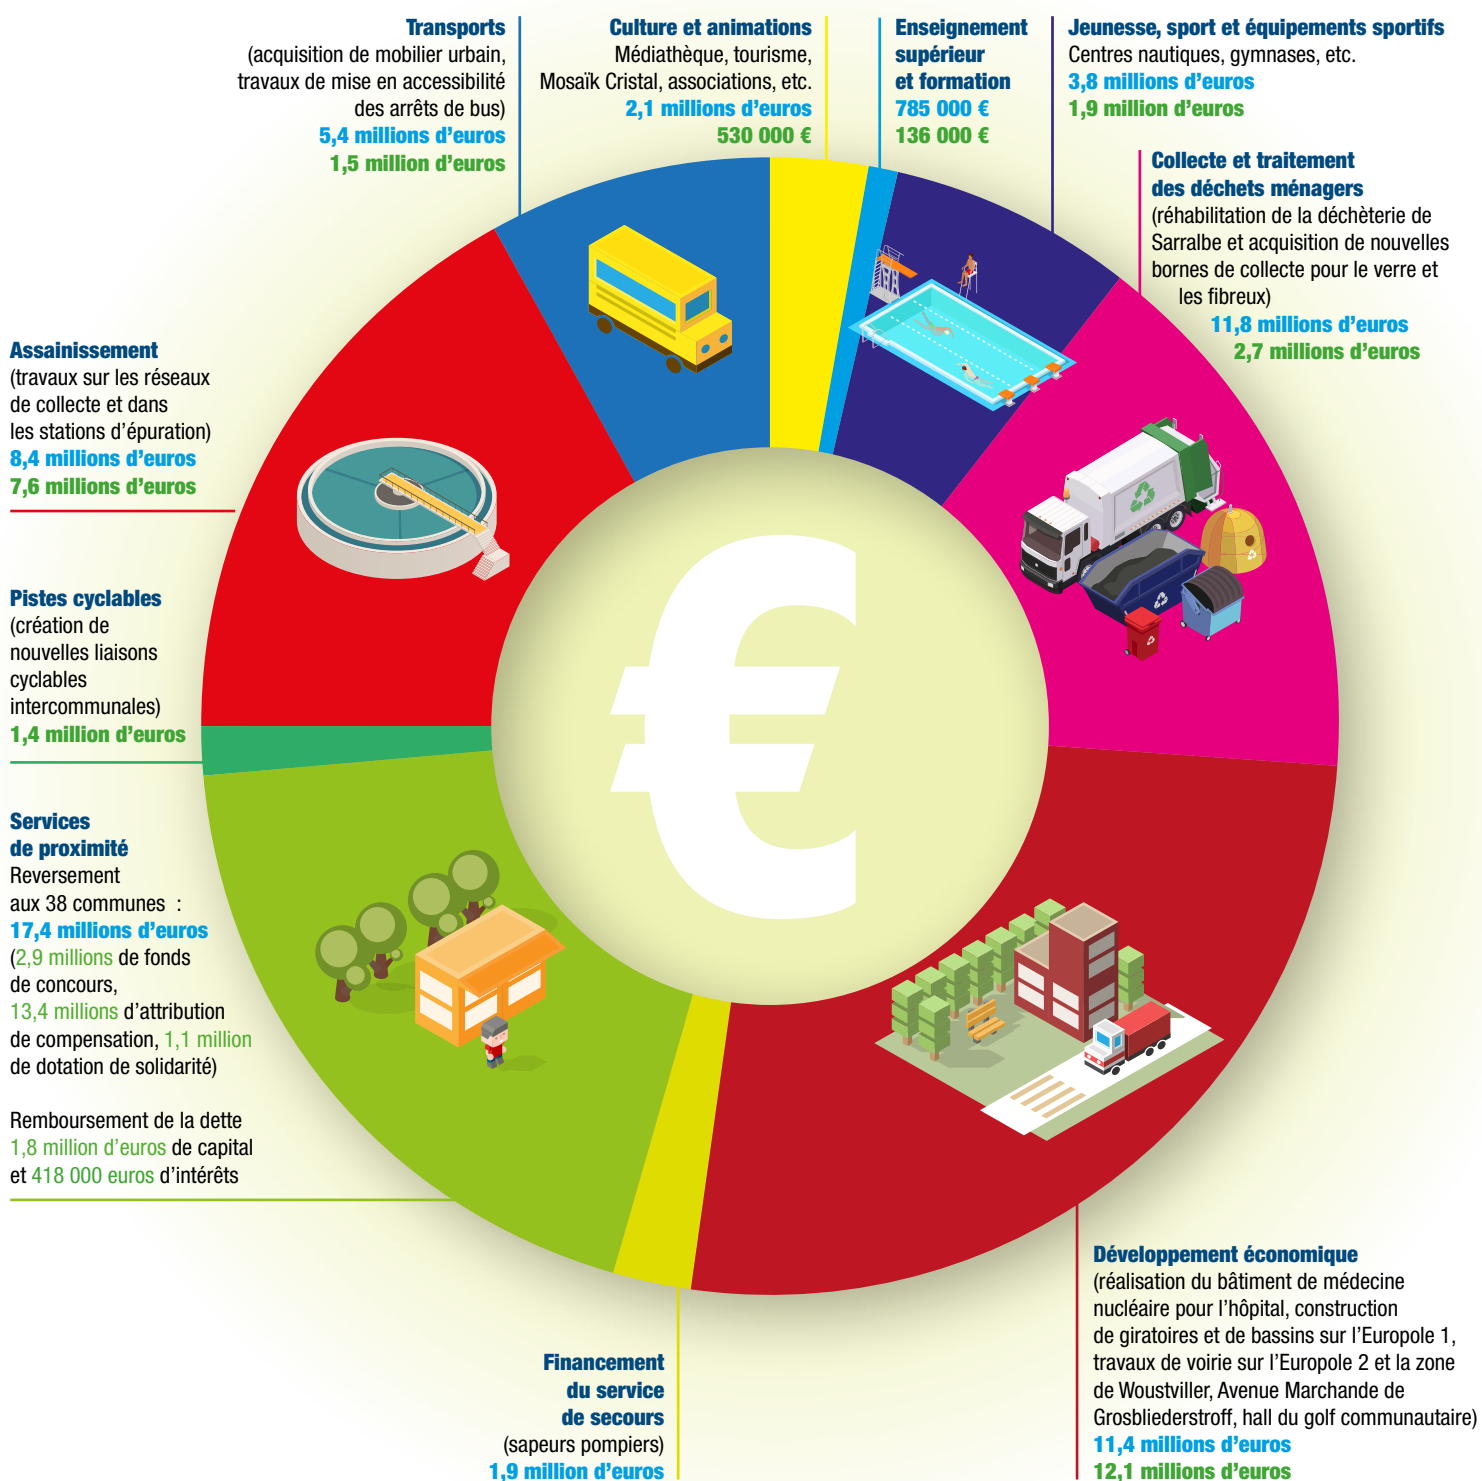 Transports
(acquisition de mobilier urbain,
travaux de mise en accessibilité
des arrêts de bus)
5,4 millions d’euros
1,5 million d’euros
Culture et animations
Médiathèque, tourisme,
Mosaïk Cristal, associations, etc.
2,1 millions d’euros
530 000 €
Enseignement
supérieur
et formation
785 000 €
136 000 €
Jeunesse, sport et équipements sportifs
Centres nautiques, gymnases, etc.
3,8 millions d’euros
1,9 million d’euros
Collecte et traitement
des déchets ménagers
(réhabilitation de la déchèterie de
Sarralbe et acquisition de nouvelles
bornes de collecte pour le verre et
les fibreux)
11,8 millions d’euros
2,7 millions d’euros
Assainissement
(travaux sur les réseaux
de collecte et dans
les stations d’épuration)
8,4 millions d’euros
7,6 millions d’euros
Pistes cyclables
(création de
nouvelles liaisons
cyclables
intercommunales)
1,4 million d’euros
€
Services
de proximité
Reversement
aux 38 communes :
17,4 millions d’euros
(2,9 millions de fonds
de concours,
13,4 millions d’attribution
de compensation, 1,1 million
de dotation de solidarité)
Remboursement de la dette
1,8 million d’euros de capital
et 418 000 euros d’intérêts
Financement
du service
de secours
(sapeurs pompiers)
1,9 million d’euros
Développement économique
(réalisation du bâtiment de médecine
nucléaire pour l’hôpital, construction
de giratoires et de bassins sur l’Europole 1,
travaux de voirie sur l’Europole 2 et la zone
de Woustviller, Avenue Marchande de
Grosbliederstroff, hall du golf communautaire)
11,4 millions d’euros
12,1 millions d’euros